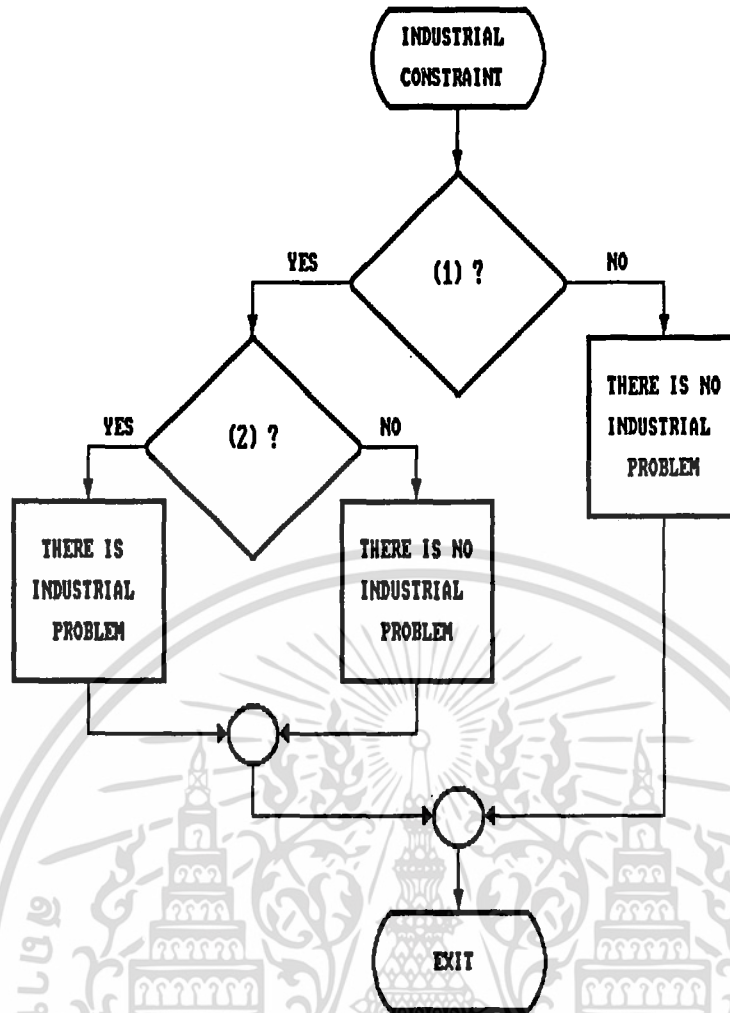 INDUSTRIAL
CONSTRAINT
(1) ?
YES
NO
(2) ?
YES
NO
THERE IS NO
INDUSTRIAL
PROBLEM
THERE IS
INDUSTRIAL
PROBLEM
THERE IS NO
INDUSTRIAL
PROBLEM
EXIT